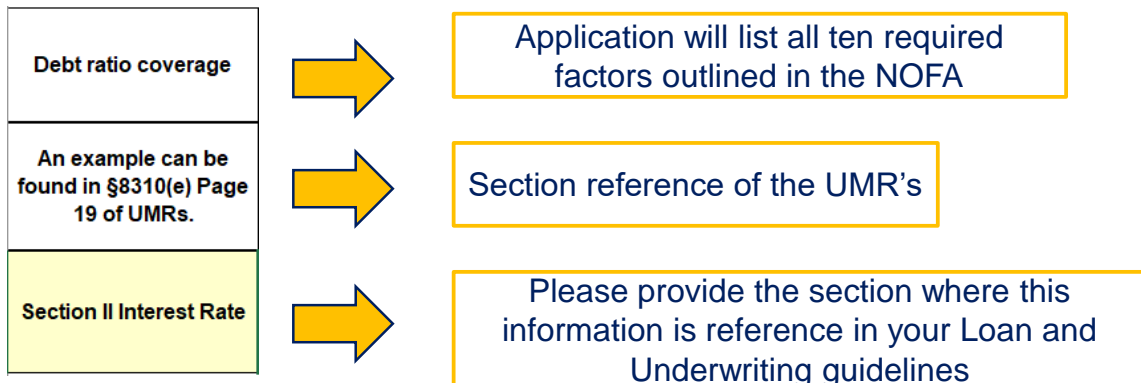 Debt ratio coverage
Application will list all ten required
factors outlined in the NOFA
An example can be
found in §8310(e) Page
19 of UMRs.
Section reference of the UMR's
Section II Interest Rate
Please provide the section where this
information is reference in your Loan and
Underwriting guidelines